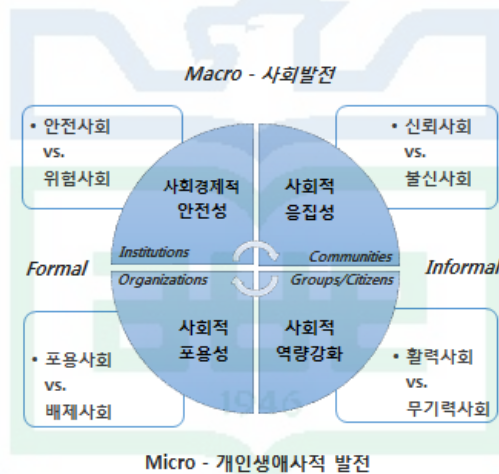 Macro - 사회발전
• 안전사회
vs.
위험사회
• 신뢰사회
vs.
불신사회
사회경제적
안전성
사회적
응집성
Institutions
Communities
Formal
Informal
Organizations
Groups/Citizens
사회적
포용성
사회적
역량강화
• 포용사회
vs.
배제사회
• 활력사회
vs.
무기력사회
1946
Micro - 개인생애사적 발전